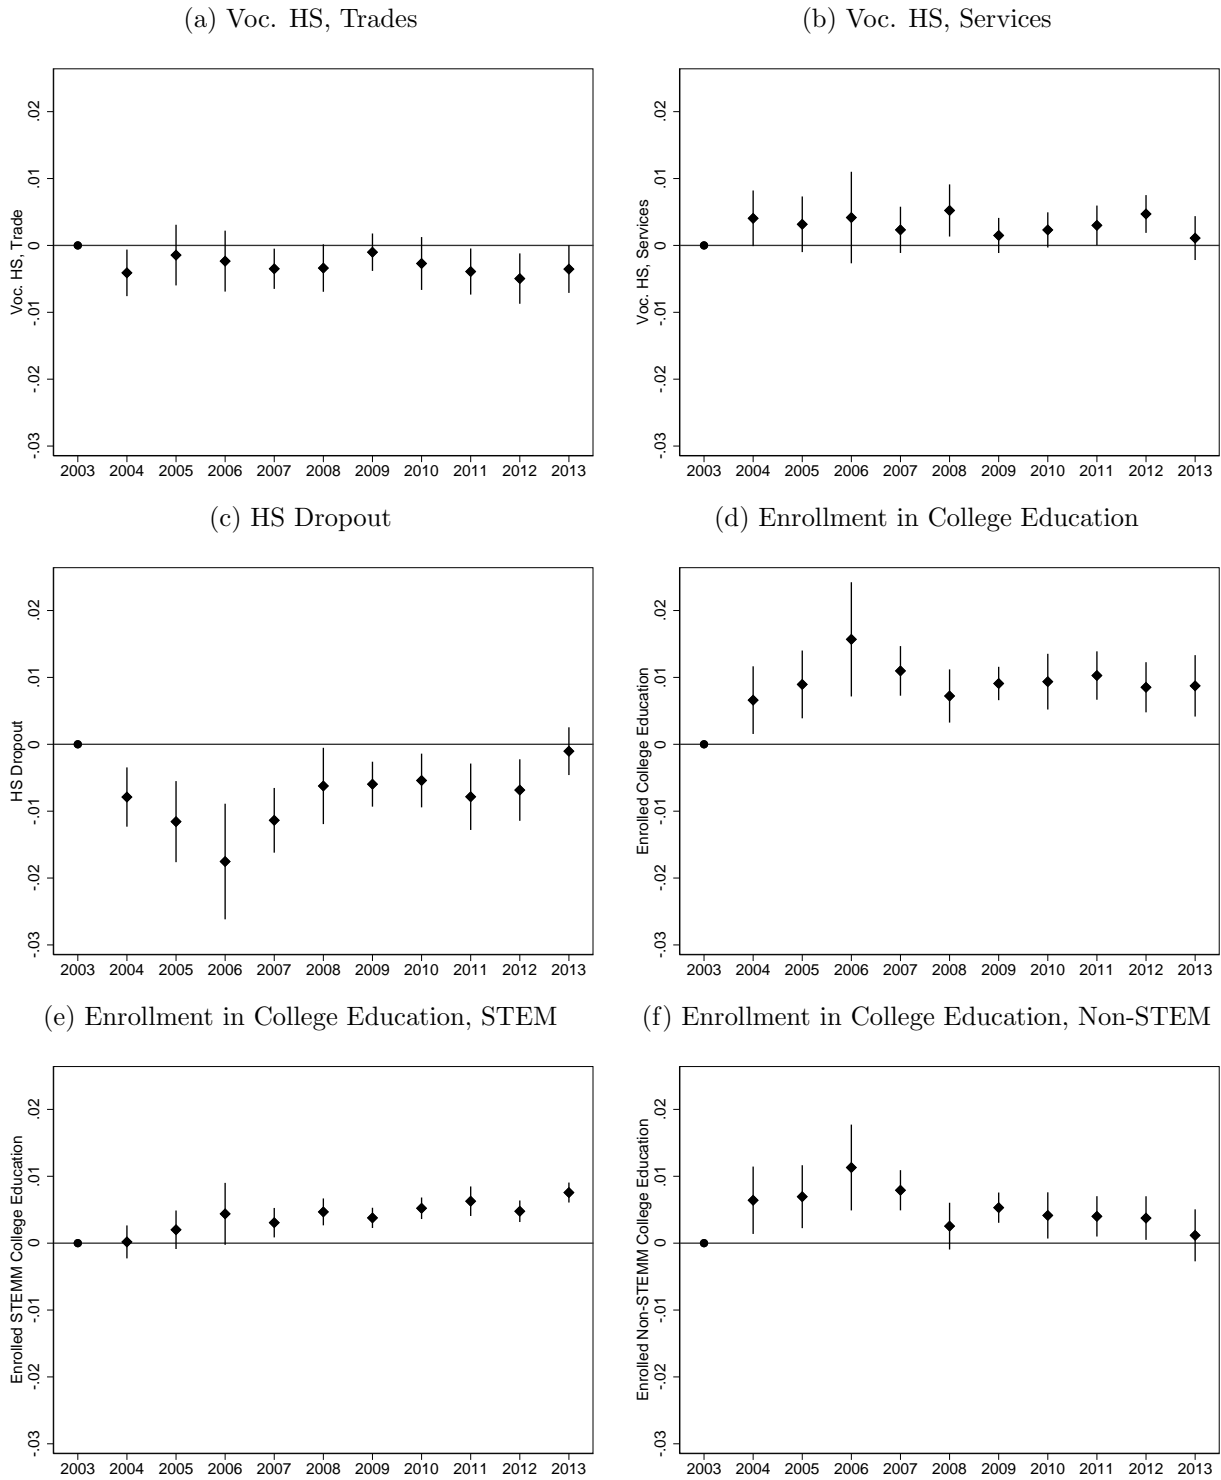 (a) Voc. HS, Trades
(b) Voc. HS, Services
Voc. HS, Trade
.02
.01
0
-.01
-.02
-.03
2003 2004 2005 2006 2007 2008 2009 2010 2011 2012 2013
Voc. HS, Services
.02
.01
0
-.01
-.02
-.03
2003 2004 2005 2006 2007 2008 2009 2010 2011 2012 2013
(c) HS Dropout
(d) Enrollment in College Education
HS Dropout
.02
.01
0
-.01
-.02
-.03
2003 2004 2005 2006 2007 2008 2009 2010 2011 2012 2013
Enrolled College Education
.02
.01
0
-.01
-.02
-.03
2003 2004 2005 2006 2007 2008 2009 2010 2011 2012 2013
(e) Enrollment in College Education, STEM
(f) Enrollment in College Education, Non-STEM
Enrolled STEMM College Education
.02
.01
0
-.01
-.02
-.03
2003 2004 2005 2006 2007 2008 2009 2010 2011 2012 2013
Enrolled Non-STEMM College Education
.02
.01
0
-.01
-.02
-.03
2003 2004 2005 2006 2007 2008 2009 2010 2011 2012 2013